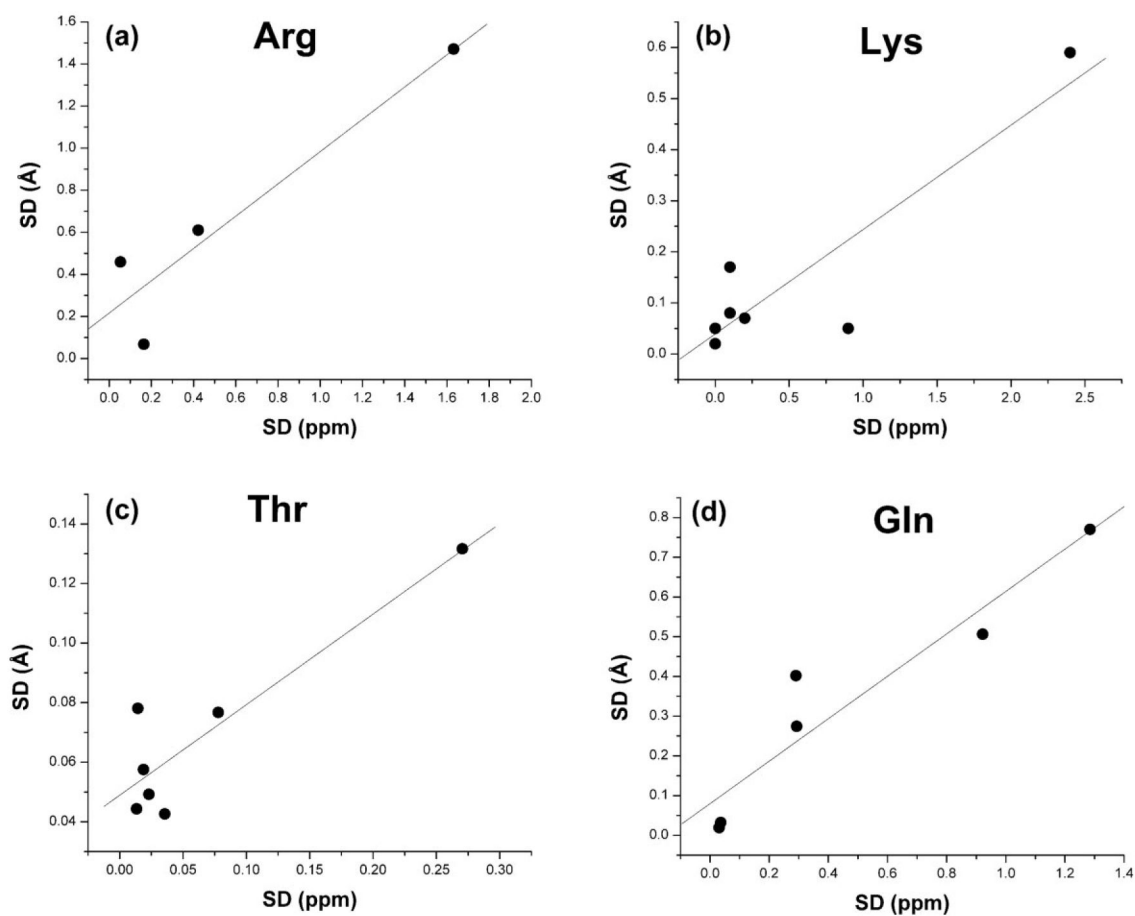 (a) Arg
1.6
1.4
1.2
1.0
0.8
0.6
0.4
0.2
0.0
SD (Å)
0.0 0.2 0.4 0.6 0.8 1.0 1.2 1.4 1.6 1.8 2.0
SD (ppm)
(b) Lys
0.6
0.5
0.4
0.3
0.2
0.1
0.0
SD (Å)
0.0 0.5 1.0 1.5 2.0 2.5
SD (ppm)
(c) Thr
0.14
0.12
0.10
0.08
0.06
0.04
SD (Å)
0.00 0.05 0.10 0.15 0.20 0.25 0.30
SD (ppm)
(d) Gln
0.8
0.7
0.6
0.5
0.4
0.3
0.2
0.1
0.0
SD (Å)
0.0 0.2 0.4 0.6 0.8 1.0 1.2 1.4
SD (ppm)